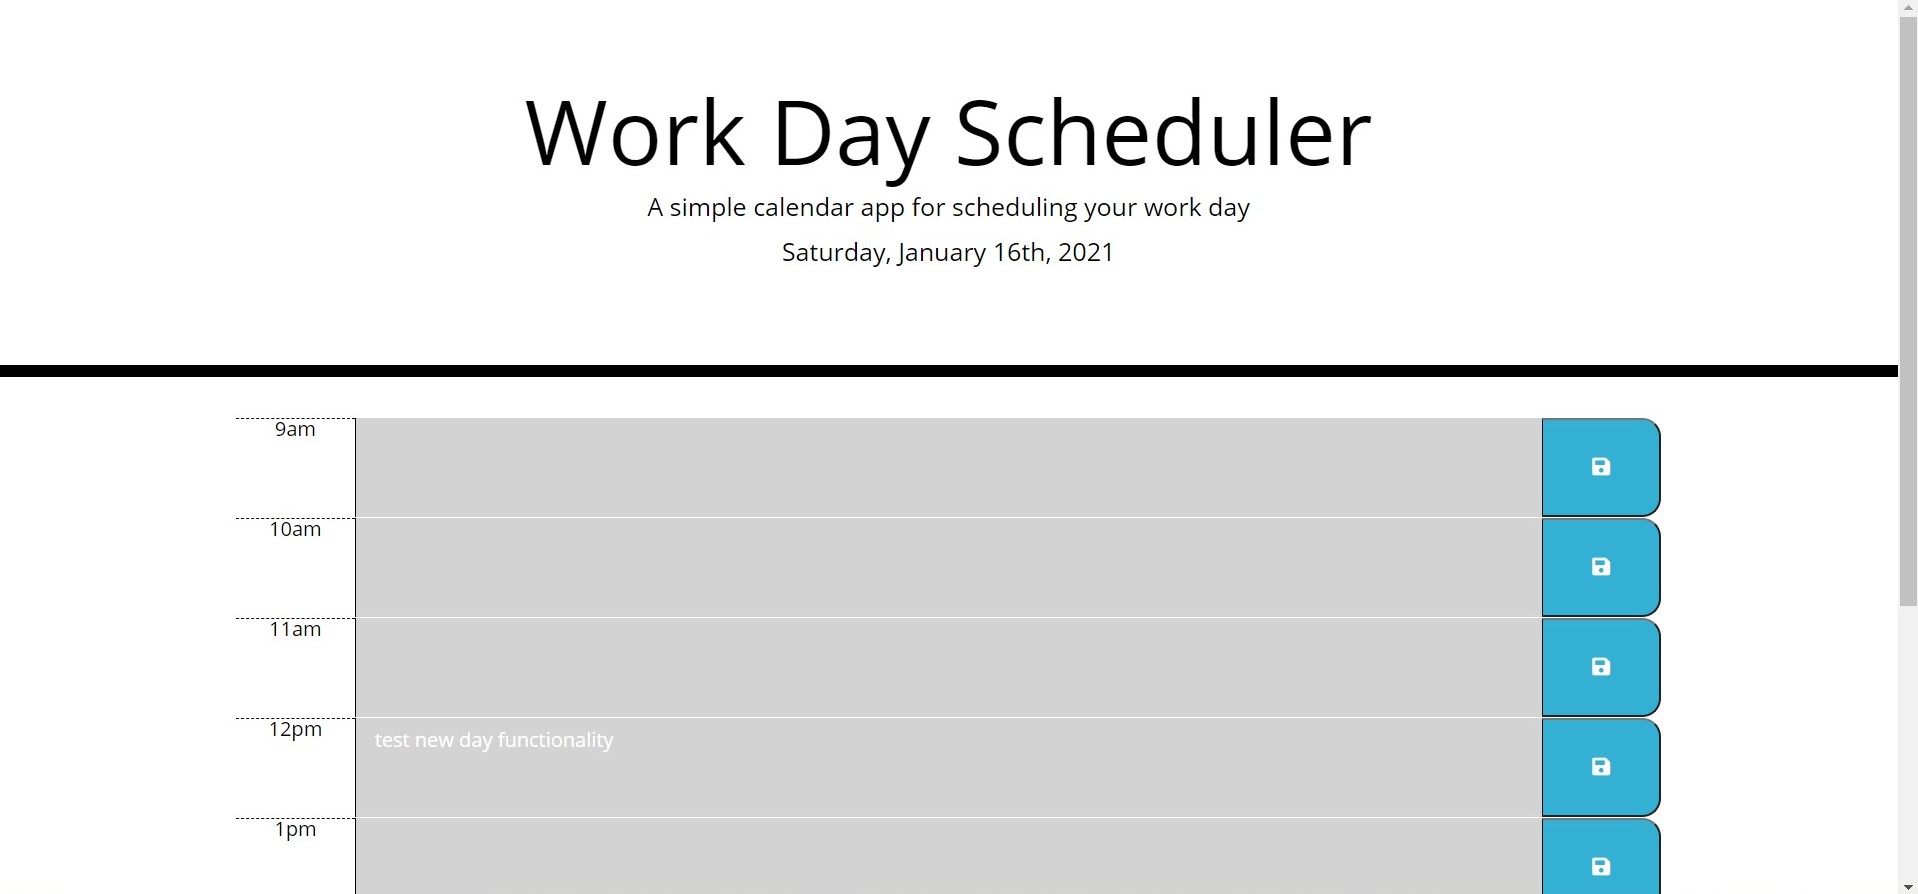 Work Day Scheduler
A simple calendar app for scheduling your work day
Saturday, January 16th, 2021
9am
10am
11am
12pm
test new day functionality
1pm